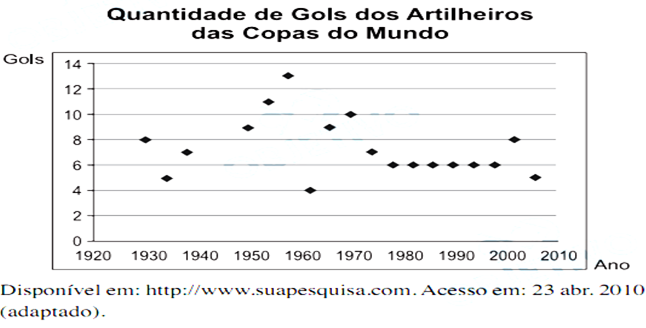 Quantidade de Gols dos Artilheiros
das Copas do Mundo
Gols
14
12
10
8
6
4
2
0
1920 1930 1940 1950 1960 1970 1980 1990 2000 2010
Ano
Disponível em: http://www.suapesquisa.com. Acesso em: 23 abr. 2010
(adaptado).